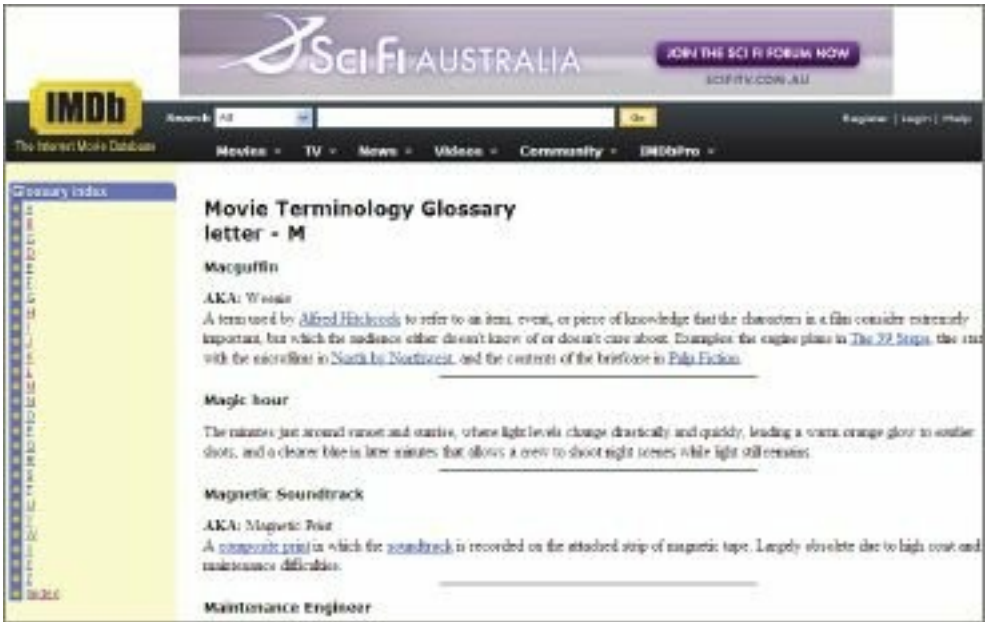 SCI FI AUSTRALIA
JOIN THE SCI FI FORUM NOW
SCIFITV.COM.AU
IMDb
The Internet Movie Database
Search All Go
Register | Login | Help
Movies TV News Videos Community IMDbPro
Glossary index
index
Movie Terminology Glossary
letter - M
Macguffin
AKA: Weenie
A term used by Alfred Hitchcock to refer to an item, event, or piece of knowledge that the characters in a film consider extremely
important, but which the audience either doesn't know of or doesn't care about. Examples: the engine plans in The 39 Steps, the
with the microfilms in North by Northwest, and the contents of the briefcase in Pulp Fiction.
Magic hour
The minutes just around sunset and sunrise, where light levels change drastically and quickly, lending a warm orange glow to earlier
shots, and a clearer blue in later minutes that allows a crew to shoot night scenes while light still remains.
Magnetic Soundtrack
AKA: Magnetic Print
A composite print in which the soundtrack is recorded on the attached strip of magnetic tape. Largely obsolete due to high cost and
maintenance difficulties.
Maintenance Engineer